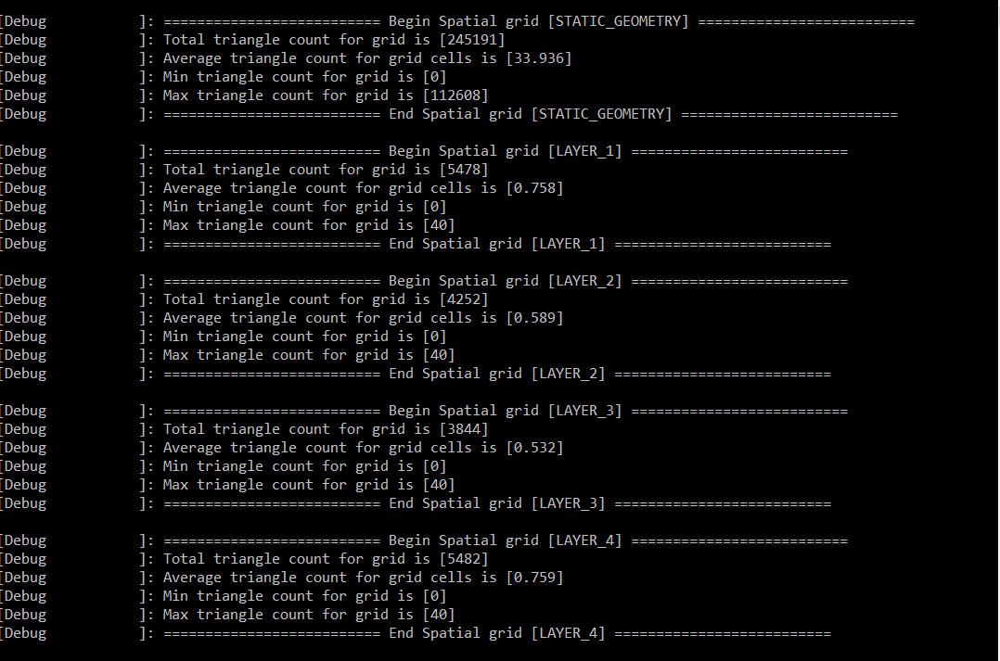 [Debug           ]: ========================== Begin Spatial grid [STATIC_GEOMETRY] ==========================
[Debug           ]: Total triangle count for grid is [245191]
[Debug           ]: Average triangle count for grid cells is [33.936]
[Debug           ]: Min triangle count for grid is [0]
[Debug           ]: Max triangle count for grid is [112608]
[Debug           ]: ========================== End Spatial grid [STATIC_GEOMETRY] ==========================
[Debug           ]: ========================== Begin Spatial grid [LAYER_1] ==========================
[Debug           ]: Total triangle count for grid is [5478]
[Debug           ]: Average triangle count for grid cells is [0.758]
[Debug           ]: Min triangle count for grid is [0]
[Debug           ]: Max triangle count for grid is [40]
[Debug           ]: ========================== End Spatial grid [LAYER_1] ==========================
[Debug           ]: ========================== Begin Spatial grid [LAYER_2] ==========================
[Debug           ]: Total triangle count for grid is [4252]
[Debug           ]: Average triangle count for grid cells is [0.589]
[Debug           ]: Min triangle count for grid is [0]
[Debug           ]: Max triangle count for grid is [40]
[Debug           ]: ========================== End Spatial grid [LAYER_2] ==========================
[Debug           ]: ========================== Begin Spatial grid [LAYER_3] ==========================
[Debug           ]: Total triangle count for grid is [3844]
[Debug           ]: Average triangle count for grid cells is [0.532]
[Debug           ]: Min triangle count for grid is [0]
[Debug           ]: Max triangle count for grid is [40]
[Debug           ]: ========================== End Spatial grid [LAYER_3] ==========================
[Debug           ]: ========================== Begin Spatial grid [LAYER_4] ==========================
[Debug           ]: Total triangle count for grid is [5482]
[Debug           ]: Average triangle count for grid cells is [0.759]
[Debug           ]: Min triangle count for grid is [0]
[Debug           ]: Max triangle count for grid is [40]
[Debug           ]: ========================== End Spatial grid [LAYER_4] ==========================